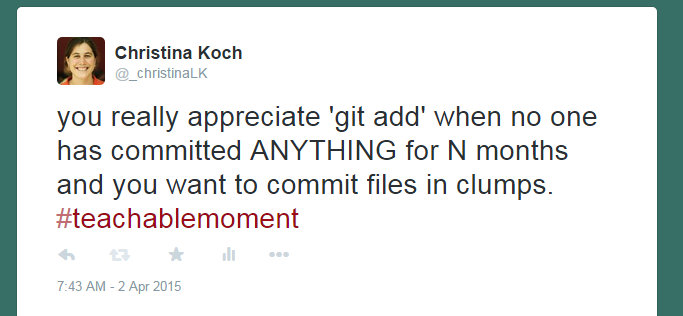 Christina Koch
@_christinaLK
you really appreciate 'git add' when no one
has committed ANYTHING for N months
and you want to commit files in clumps.
#teachablemoment
7:43 AM - 2 Apr 2015